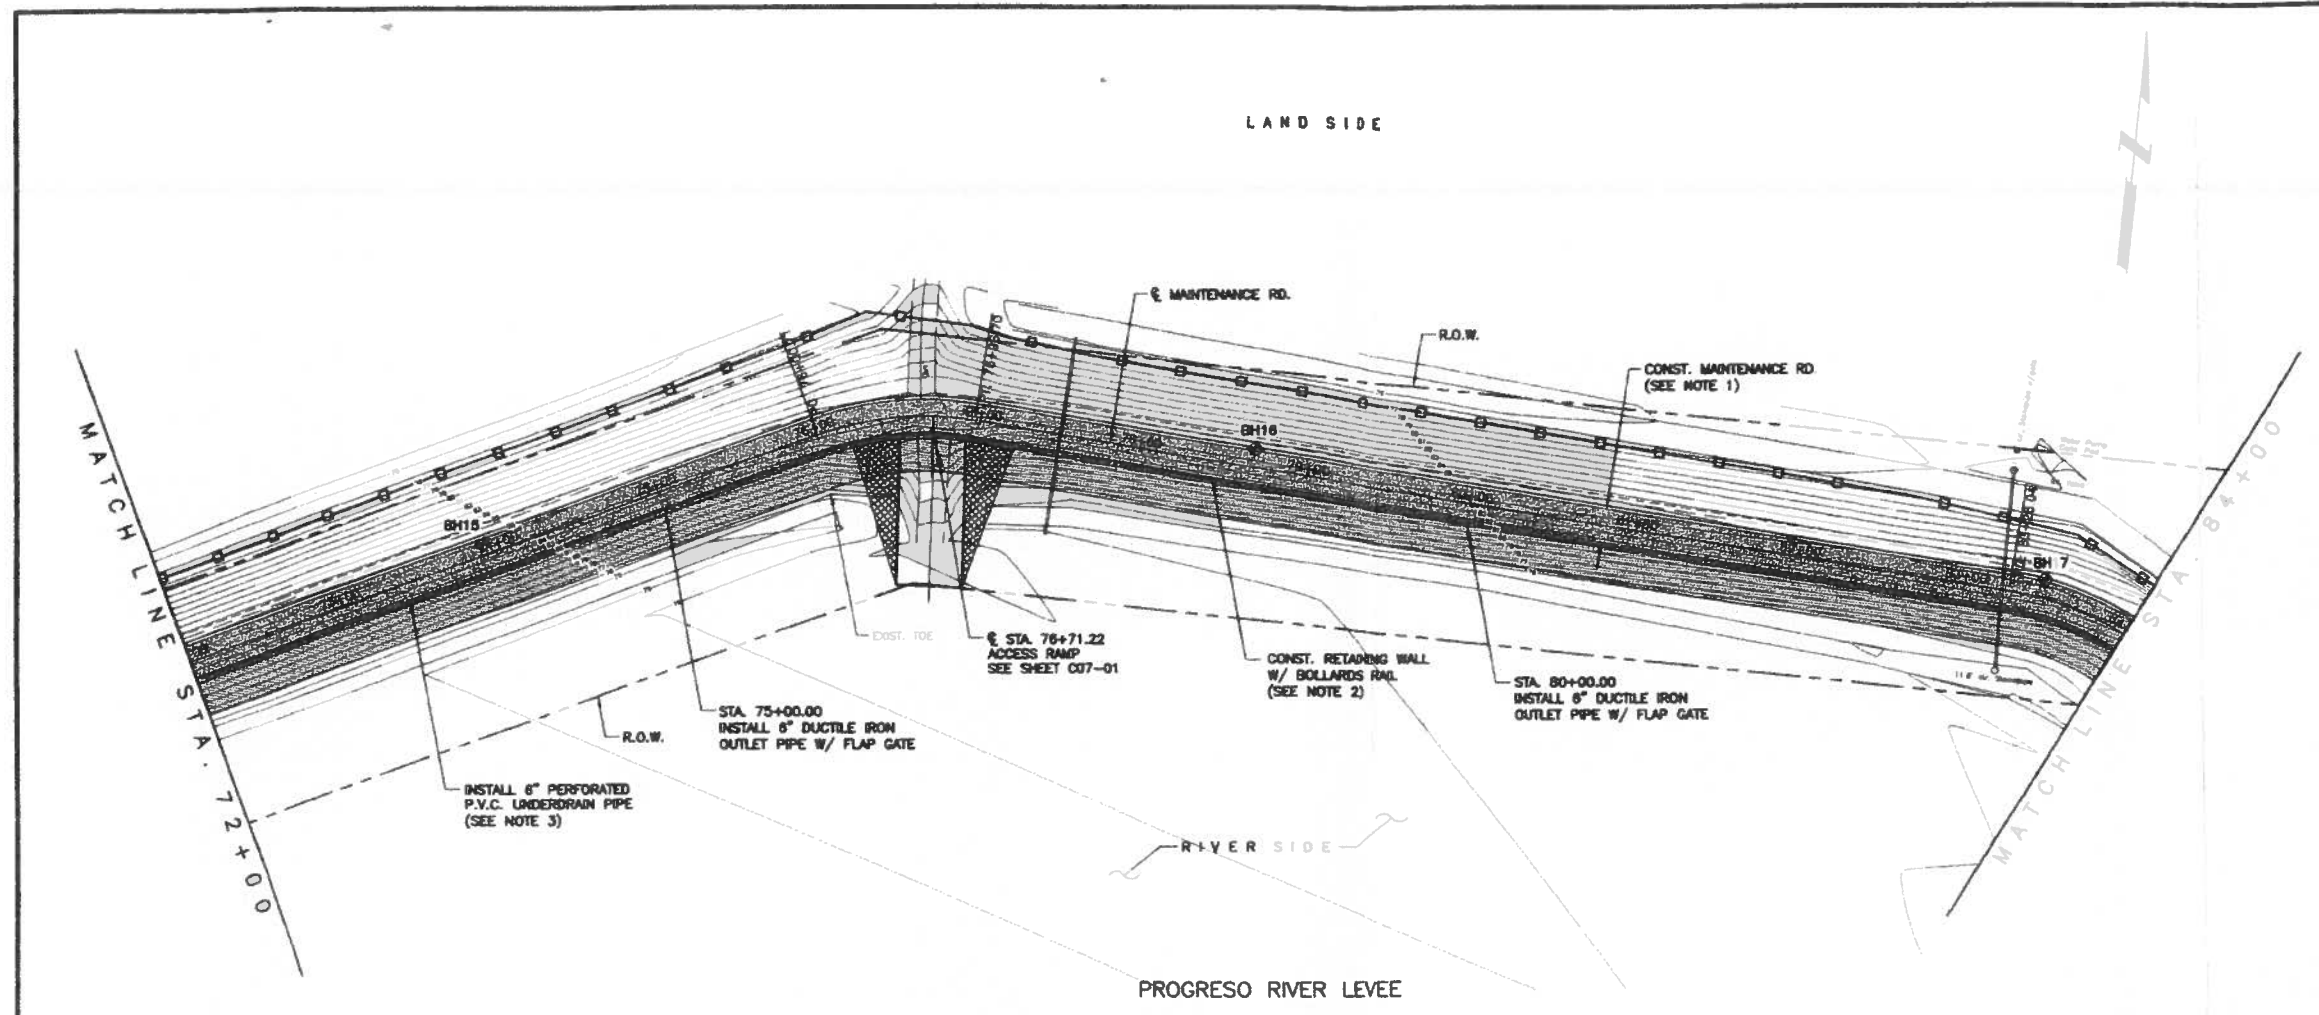 LAND SIDE
℄ MAINTENANCE RD.
R.O.W.
CONST. MAINTENANCE RD.
(SEE NOTE 1)
BH16
BH15
BH 7
MATCH LINE STA. 72+00
MATCH LINE STA. 84+00
EXIST. TOE
℄ STA. 76+71.22
ACCESS RAMP
SEE SHEET C07-01
CONST. RETAINING WALL
W/ BOLLARDS RAIL
(SEE NOTE 2)
STA. 80+00.00
INSTALL 6" DUCTILE IRON
OUTLET PIPE W/ FLAP GATE
STA. 75+00.00
INSTALL 6" DUCTILE IRON
OUTLET PIPE W/ FLAP GATE
R.O.W.
INSTALL 6" PERFORATED
P.V.C. UNDERDRAIN PIPE
(SEE NOTE 3)
RIVER SIDE
PROGRESO RIVER LEVEE